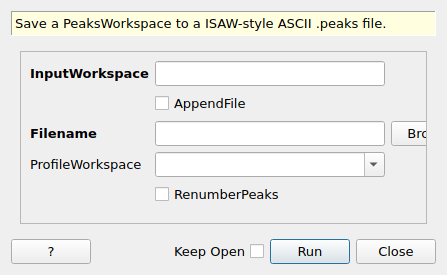 Save a PeaksWorkspace to a ISAW-style ASCII .peaks file.
InputWorkspace
AppendFile
Filename Bro
ProfileWorkspace
RenumberPeaks
? Keep Open Run Close